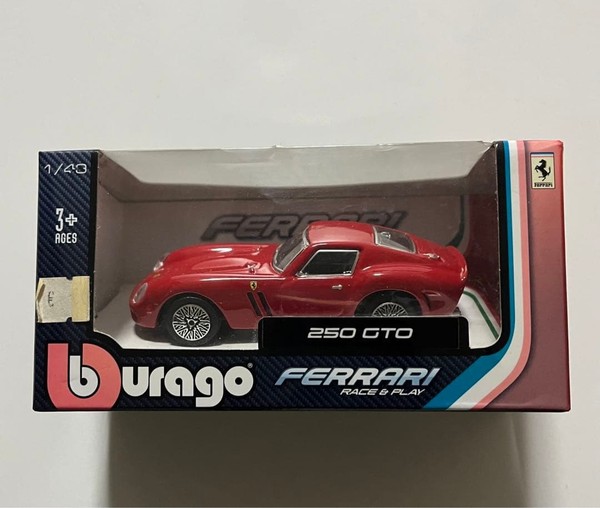 1/43
3+
AGES
FERRARI
Ferrari
250 GTO
burago
FERRARI
RACE & PLAY